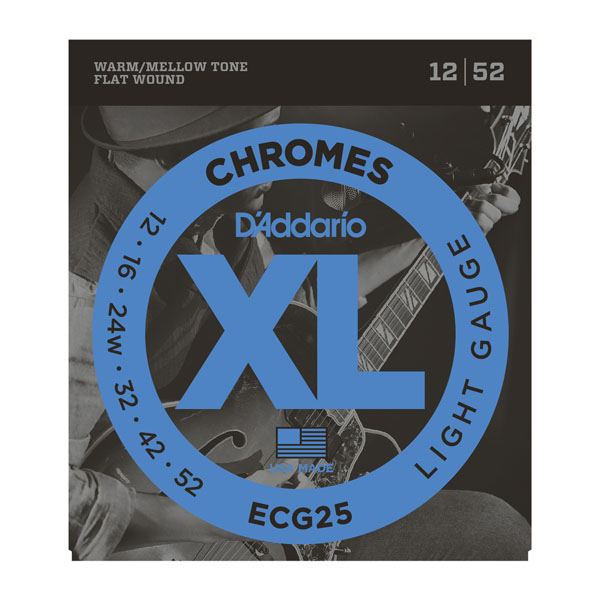 WARM/MELLOW TONE
FLAT WOUND
12|52
CHROMES
D'Addario
XL
12 • 16 • 24w • 32 • 42 • 52
LIGHT GAUGE
USA MADE
ECG25